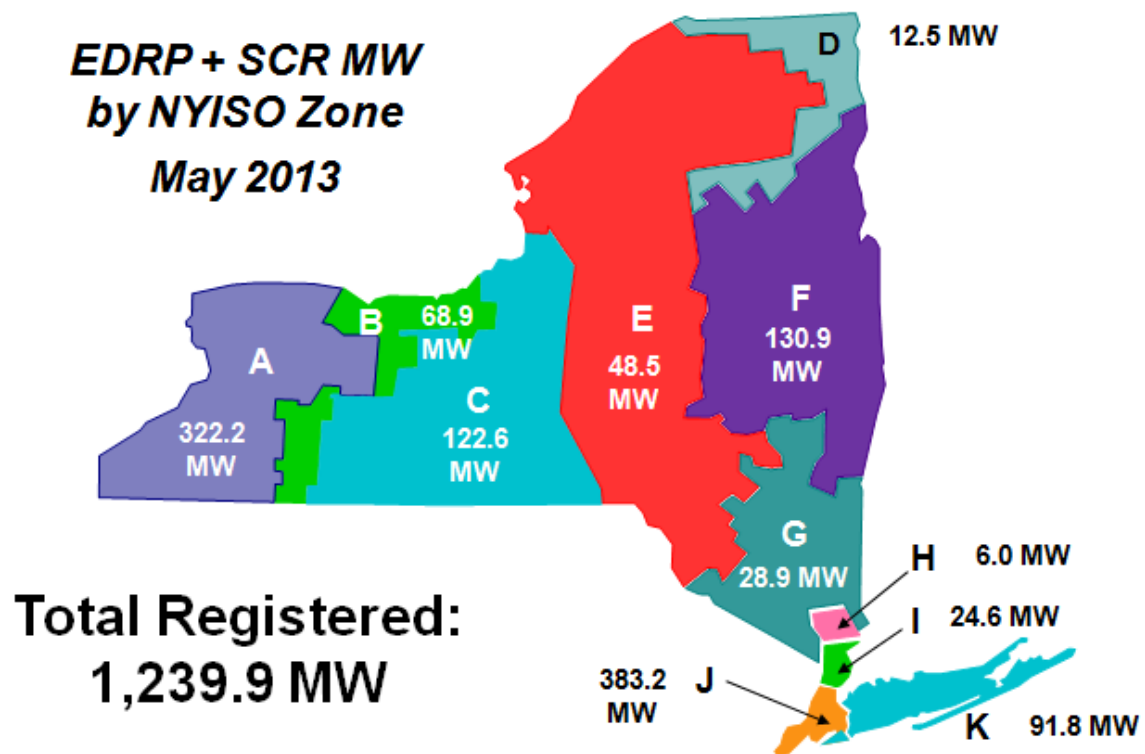 EDRP + SCR MW
by NYISO Zone
May 2013
D
12.5 MW
B
68.9
MW
A
322.2
MW
C
122.6
MW
E
48.5
MW
F
130.9
MW
G
28.9 MW
H
6.0 MW
I
24.6 MW
J
383.2
MW
K
91.8 MW
Total Registered:
1,239.9 MW